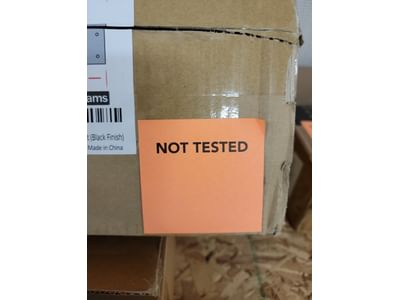 ams
(Black Finish)
Made in China
NOT TESTED